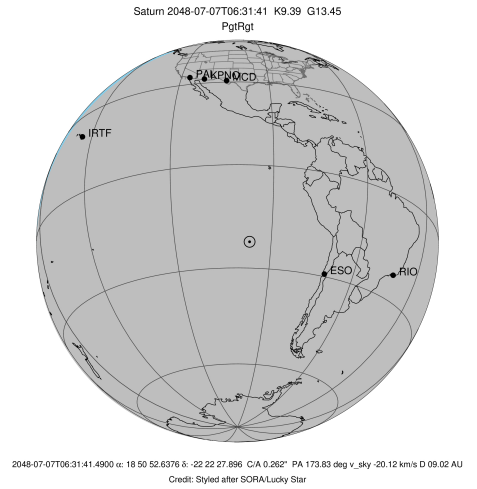 Saturn 2048-07-07T06:31:41 K9.39 G13.45
PgtRgt
PAL KPNO MCD
IRTF
ESO
RIO
2048-07-07T06:31:41.4900 α: 18 50 52.6376 δ: -22 22 27.896 C/A 0.262" PA 173.83 deg v_sky -20.12 km/s D 09.02 AU
Credit: Styled after SORA/Lucky Star